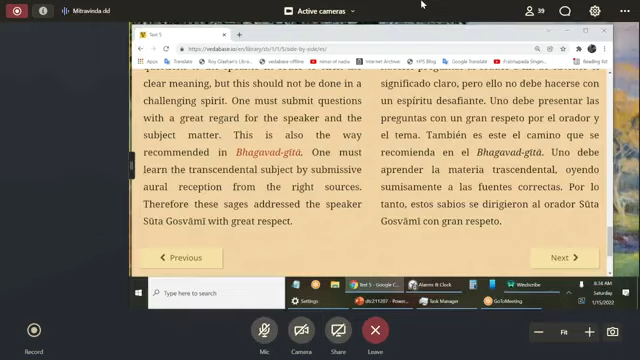 Mitravinda dd
Active cameras
39
Text 5
https://vedabase.io/en/library/sb/1/1/5/side-by-side/es/
Apps
Translate
nimor-ol-nadia
Internet Archive
HPS Blog
Google Translate
Reading list
clear meaning, but this should not be done in a
challenging spirit. One must submit questions
with a great regard for the speaker and the
subject matter. This is also the way
recommended in Bhagavad-gītā. One must
learn the transcendental subject by submissive
aural reception from the right sources.
Therefore these sages addressed the speaker
Sūta Gosvāmī with great respect.
significado claro, pero ello no debe hacerse con
un espíritu desafiante. Uno debe presentar las
preguntas con un gran respeto por el orador y
el tema. También es este el camino que se
recomienda en el Bhagavad-gītā. Uno debe
aprender la materia trascendental, oyendo
sumisamente a las fuentes correctas. Por lo
tanto, estos sabios se dirigieron al orador Sūta
Gosvāmī con gran respeto.
Previous
Next
Type here to search
Text 5 - Google C...
Alarms & Clock
Wordscribe
Settings
dtr211207 - Power...
Task Manager
GoToMeeting
8:34 AM
Saturday
1/15/2022
Record
Mic
Camera
Share
Leave
Fit